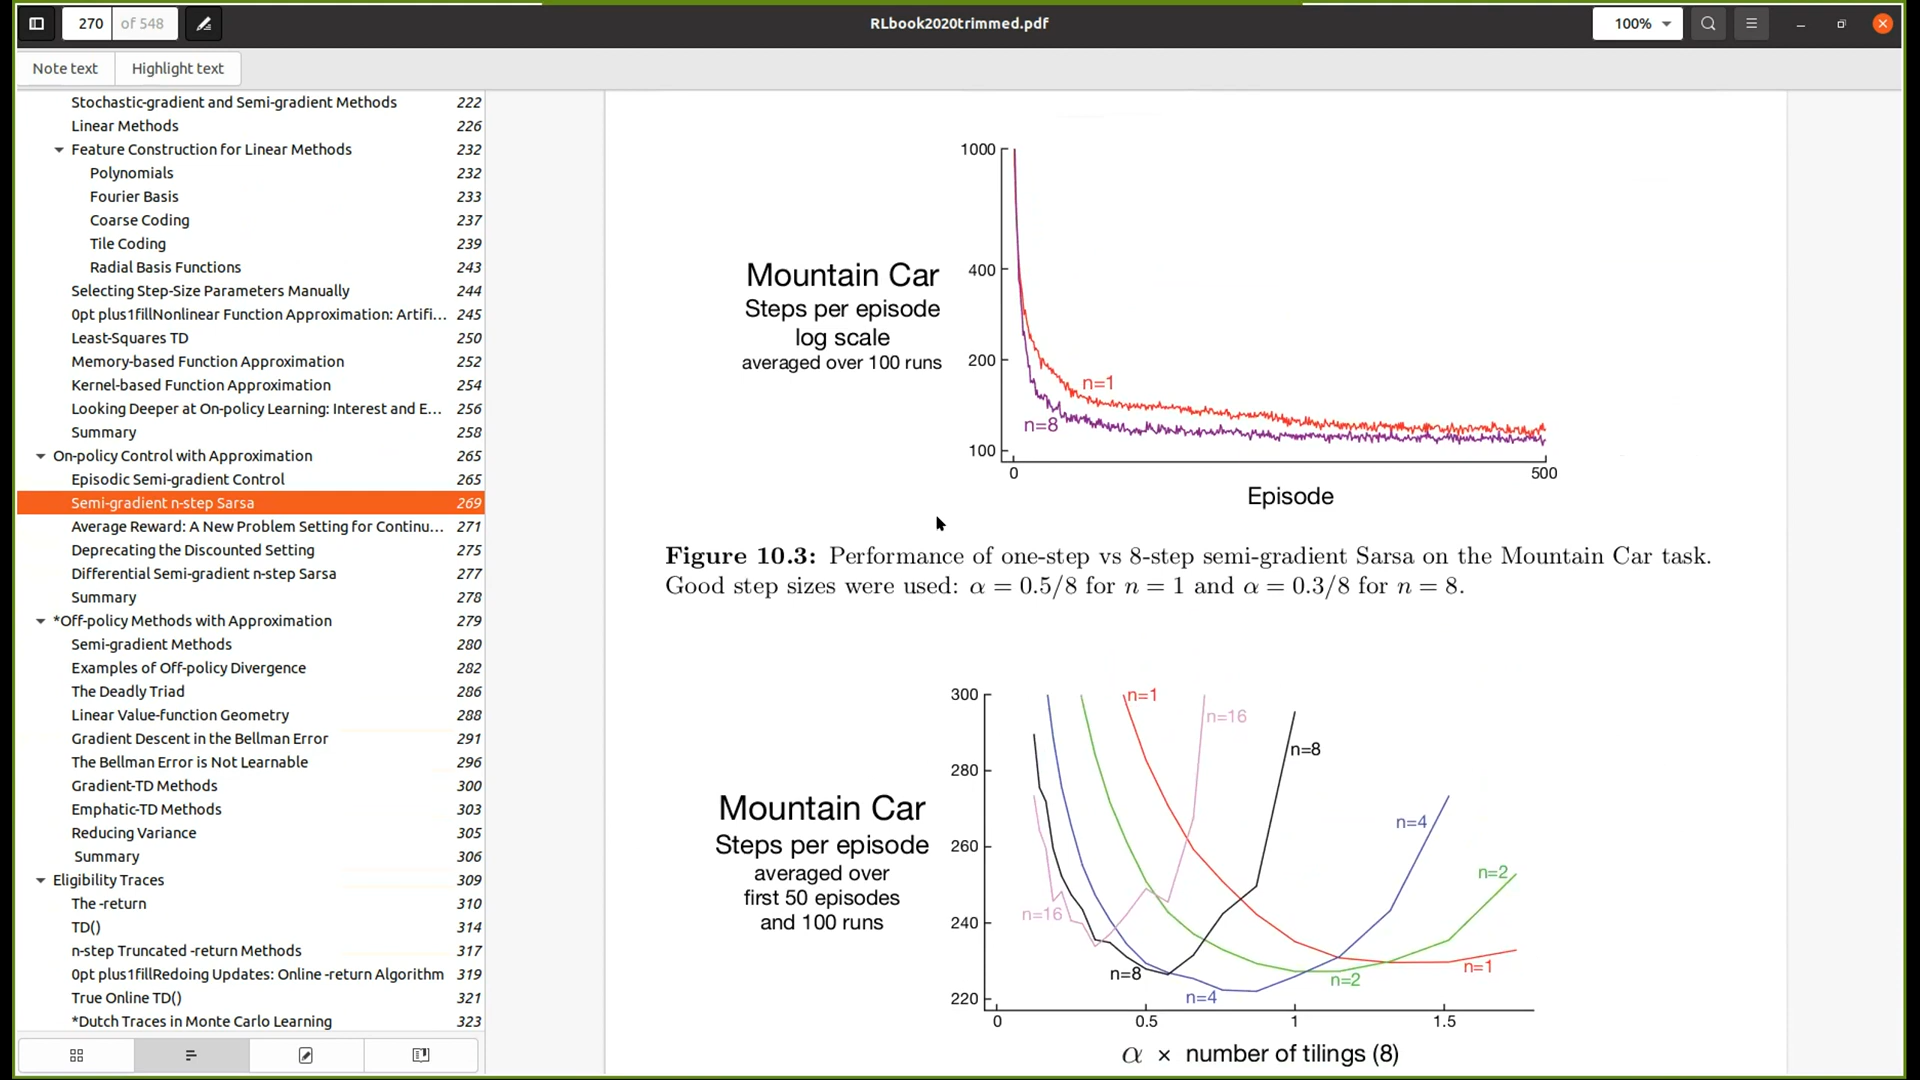 270 of 548
RLbook2020trimmed.pdf
100%
Note text
Highlight text
Stochastic-gradient and Semi-gradient Methods 222
Linear Methods 226
Feature Construction for Linear Methods 232
Polynomials 232
Fourier Basis 233
Coarse Coding 237
Tile Coding 239
Radial Basis Functions 243
Selecting Step-Size Parameters Manually 244
0pt plus1fillNonlinear Function Approximation: Artifi... 245
Least-Squares TD 250
Memory-based Function Approximation 252
Kernel-based Function Approximation 254
Looking Deeper at On-policy Learning: Interest and E... 256
Summary 258
On-policy Control with Approximation 265
Episodic Semi-gradient Control 265
Semi-gradient n-step Sarsa 269
Average Reward: A New Problem Setting for Continu... 271
Deprecating the Discounted Setting 275
Differential Semi-gradient n-step Sarsa 277
Summary 278
*Off-policy Methods with Approximation 279
Semi-gradient Methods 280
Examples of Off-policy Divergence 282
The Deadly Triad 286
Linear Value-function Geometry 288
Gradient Descent in the Bellman Error 291
The Bellman Error is Not Learnable 296
Gradient-TD Methods 300
Emphatic-TD Methods 303
Reducing Variance 305
Summary 306
Eligibility Traces 309
The -return 310
TD() 314
n-step Truncated -return Methods 317
0pt plus1fillRedoing Updates: Online -return Algorithm 319
True Online TD() 321
*Dutch Traces in Monte Carlo Learning 323
Mountain Car
Steps per episode
log scale
averaged over 100 runs
1000
400
200
100
n=1
n=8
0
500
Episode
Figure 10.3: Performance of one-step vs 8-step semi-gradient Sarsa on the Mountain Car task.
Good step sizes were used: α = 0.5/8 for n = 1 and α = 0.3/8 for n = 8.
Mountain Car
Steps per episode
averaged over
first 50 episodes
and 100 runs
300
280
260
240
220
n=1
n=16
n=8
n=4
n=2
n=16
n=8
n=4
n=2
n=1
0
0.5
1
1.5
α × number of tilings (8)